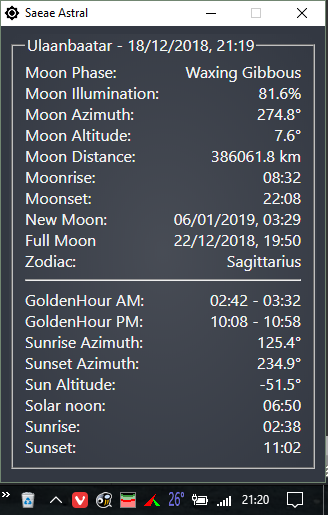 Saeae Astral
Ulaanbaatar - 18/12/2018, 21:19
Moon Phase: Waxing Gibbous
Moon Illumination: 81.6%
Moon Azimuth: 274.8°
Moon Altitude: 7.6°
Moon Distance: 386061.8 km
Moonrise: 08:32
Moonset: 22:08
New Moon: 06/01/2019, 03:29
Full Moon 22/12/2018, 19:50
Zodiac: Sagittarius
GoldenHour AM: 02:42 - 03:32
GoldenHour PM: 10:08 - 10:58
Sunrise Azimuth: 125.4°
Sunset Azimuth: 234.9°
Sun Altitude: -51.5°
Solar noon: 06:50
Sunrise: 02:38
Sunset: 11:02
26° 21:20